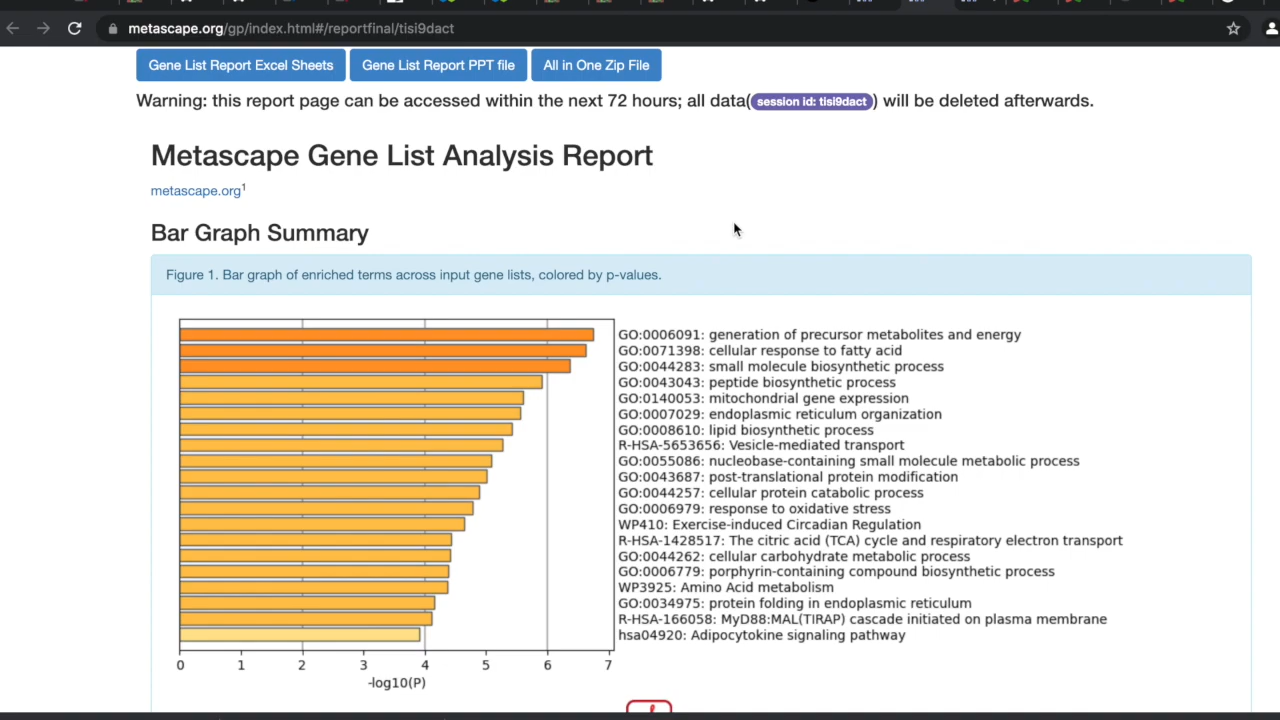 metascape.org/gp/index.html#/reportfinal/tisi9dact
Gene List Report Excel Sheets Gene List Report PPT file All in One Zip File
Warning: this report page can be accessed within the next 72 hours; all data(session id: tisi9dact) will be deleted afterwards.
Metascape Gene List Analysis Report
metascape.org1
Bar Graph Summary
Figure 1. Bar graph of enriched terms across input gene lists, colored by p-values.
GO:0006091: generation of precursor metabolites and energy
GO:0071398: cellular response to fatty acid
GO:0044283: small molecule biosynthetic process
GO:0043043: peptide biosynthetic process
GO:0140053: mitochondrial gene expression
GO:0007029: endoplasmic reticulum organization
GO:0008610: lipid biosynthetic process
R-HSA-5653656: Vesicle-mediated transport
GO:0055086: nucleobase-containing small molecule metabolic process
GO:0043687: post-translational protein modification
GO:0044257: cellular protein catabolic process
GO:0006979: response to oxidative stress
WP410: Exercise-induced Circadian Regulation
R-HSA-1428517: The citric acid (TCA) cycle and respiratory electron transport
GO:0044262: cellular carbohydrate metabolic process
GO:0006779: porphyrin-containing compound biosynthetic process
WP3925: Amino Acid metabolism
GO:0034975: protein folding in endoplasmic reticulum
R-HSA-166058: MyD88:MAL(TIRAP) cascade initiated on plasma membrane
hsa04920: Adipocytokine signaling pathway
0 1 2 3 4 5 6 7
-log10(P)